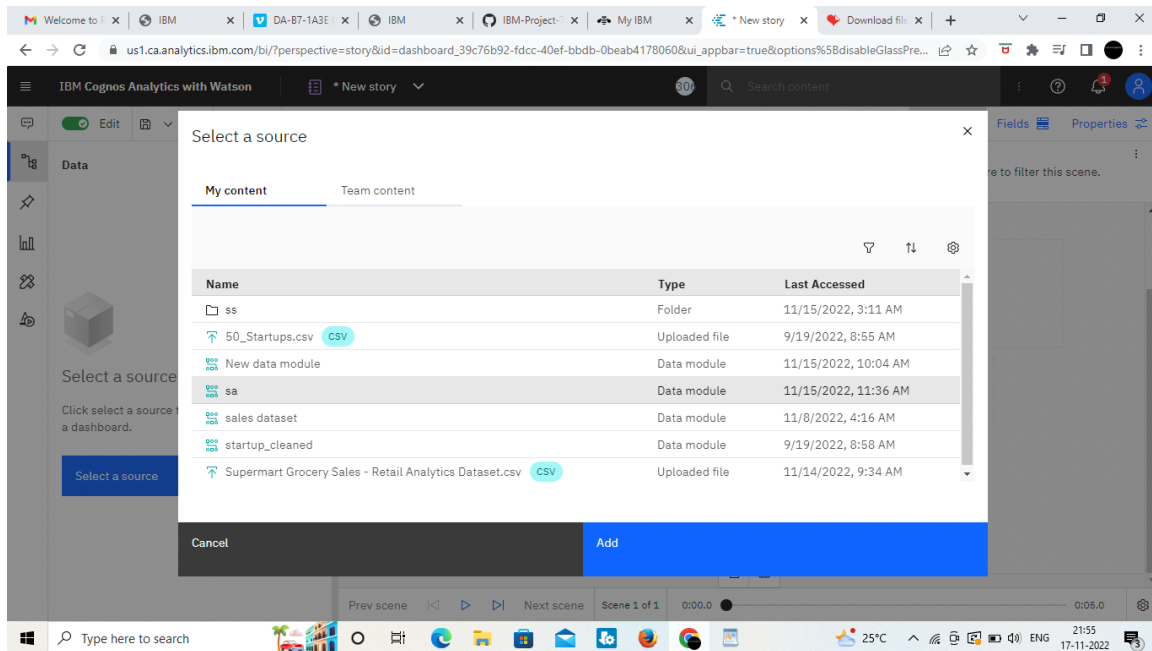 Welcome to F
IBM
DA-B7-1A3E
IBM
IBM-Project-
My IBM
* New story
Download file
us1.ca.analytics.ibm.com/bi/?perspective=story&id=dashboard_39c76b92-fdcc-40ef-bbdb-0beab4178060&ui_appbar=true&options%5BdisableGlassPre...
IBM Cognos Analytics with Watson
* New story
30
Search content
1
Edit
Fields
Properties
Select a source
Data
re to filter this scene.
My content
Team content
Name Type Last Accessed
ss Folder 11/15/2022, 3:11 AM
50_Startups.csv CSV Uploaded file 9/19/2022, 8:55 AM
New data module Data module 11/15/2022, 10:04 AM
sa Data module 11/15/2022, 11:36 AM
sales dataset Data module 11/8/2022, 4:16 AM
startup_cleaned Data module 9/19/2022, 8:58 AM
Supermart Grocery Sales - Retail Analytics Dataset.csv CSV Uploaded file 11/14/2022, 9:34 AM
Select a source
Click select a source
a dashboard.
Select a source
Cancel
Add
Prev scene
Next scene
Scene 1 of 1
0:00.0
0:05.0
Type here to search
25°C
ENG
21:55
17-11-2022
3